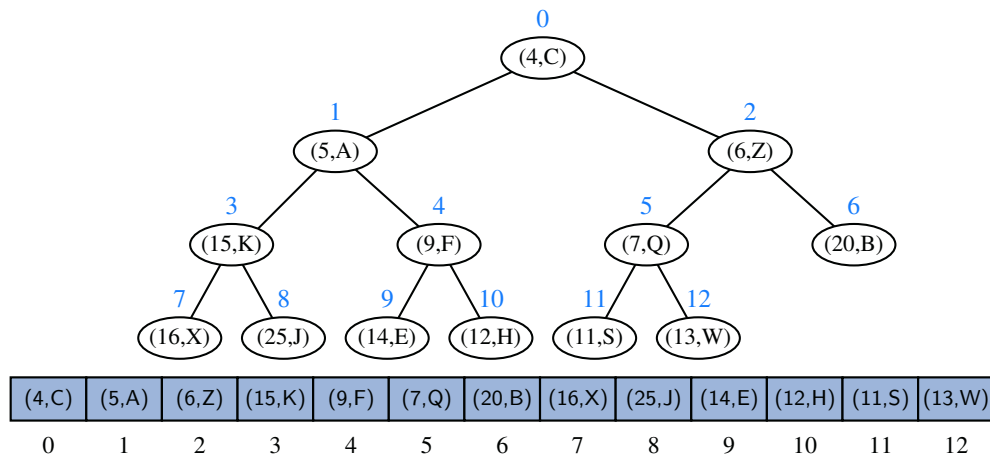 0
(4,C)
1 2
(5,A) (6,Z)
3 4 5 6
(15,K) (9,F) (7,Q) (20,B)
7 8 9 10 11 12
(16,X) (25,J) (14,E) (12,H) (11,S) (13,W)
(4,C) (5,A) (6,Z) (15,K) (9,F) (7,Q) (20,B) (16,X) (25,J) (14,E) (12,H) (11,S) (13,W)
0 1 2 3 4 5 6 7 8 9 10 11 12